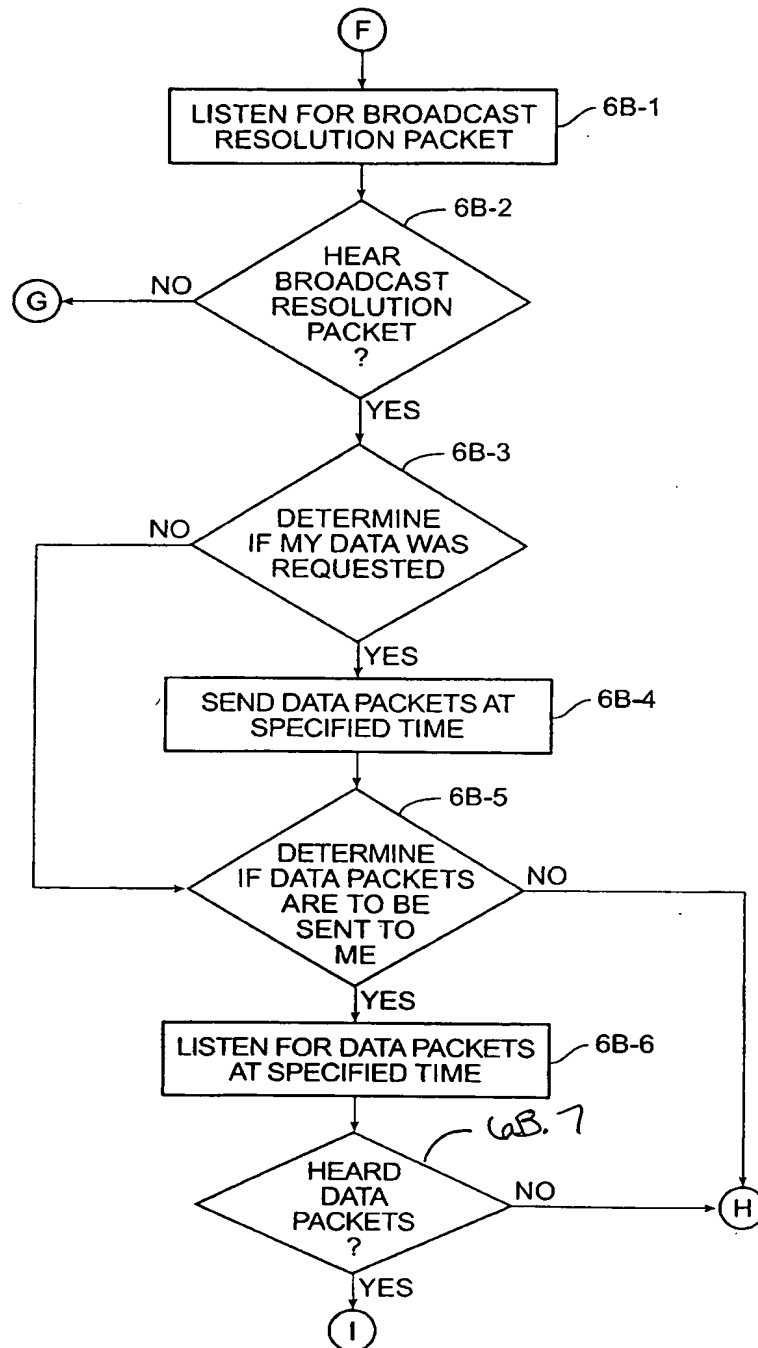 F
LISTEN FOR BROADCAST
RESOLUTION PACKET
6B-1
6B-2
HEAR
BROADCAST
RESOLUTION
PACKET
?
NO
G
YES
6B-3
NO
DETERMINE
IF MY DATA WAS
REQUESTED
YES
SEND DATA PACKETS AT
SPECIFIED TIME
6B-4
6B-5
DETERMINE
IF DATA PACKETS
ARE TO BE
SENT TO
ME
NO
YES
LISTEN FOR DATA PACKETS
AT SPECIFIED TIME
6B-6
6B.7
HEARD
DATA
PACKETS
?
NO
H
YES
I